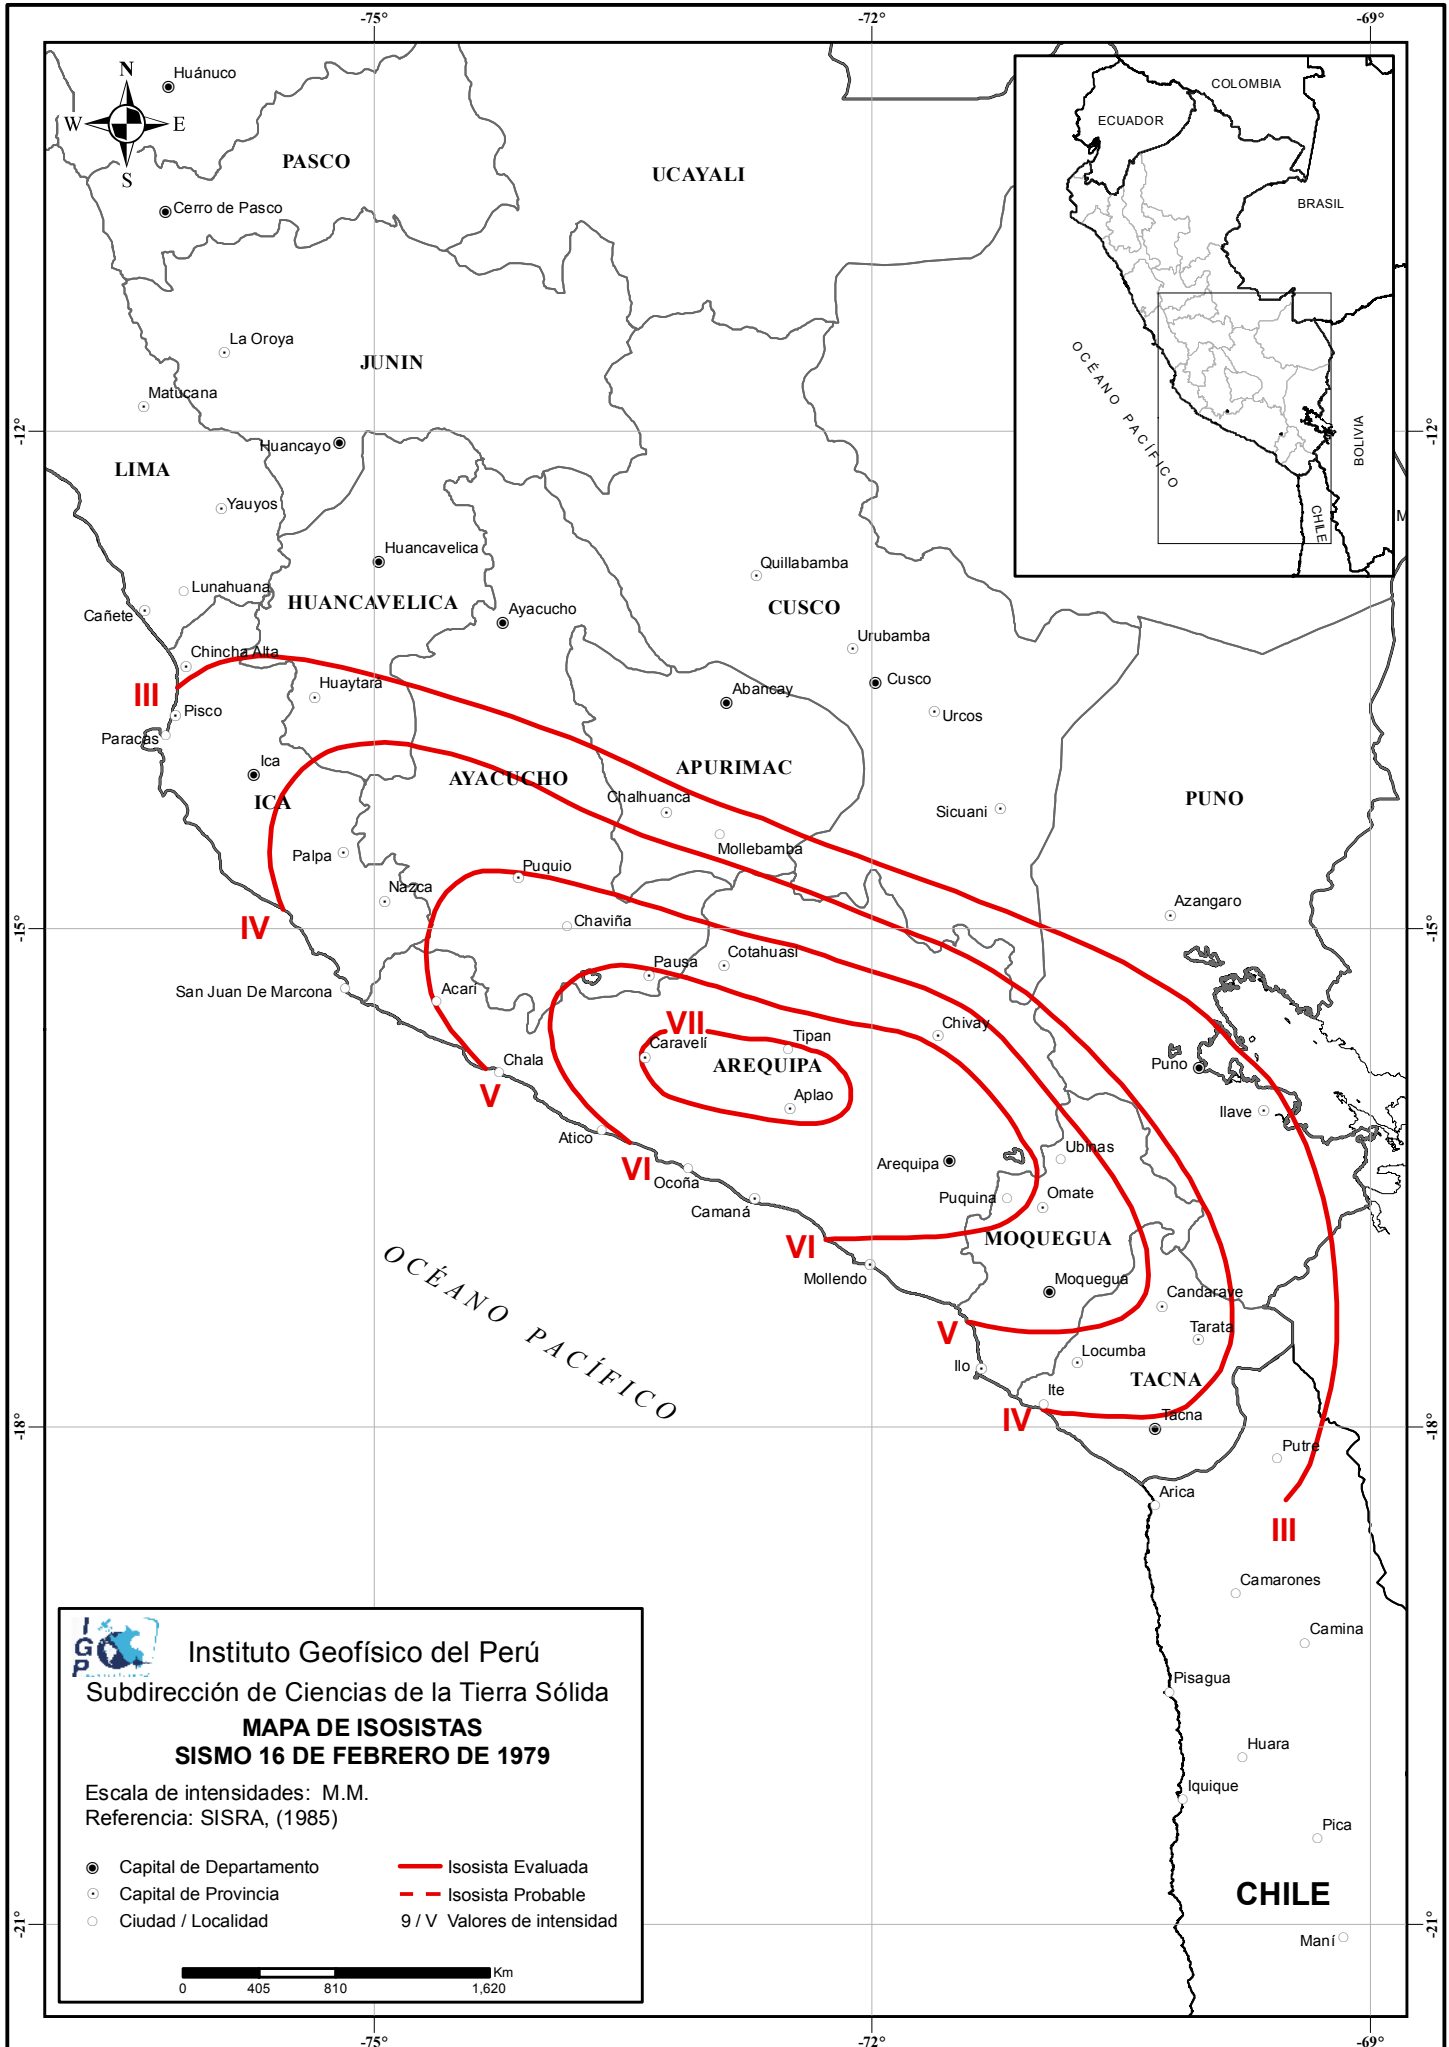 -75°
-72°
-69°
N
W
E
S
Huánuco
PASCO
Cerro de Pasco
UCAYALI
COLOMBIA
ECUADOR
BRASIL
OCÉANO PACÍFICO
BOLIVIA
CHILE
La Oroya
JUNIN
Matucana
-12°
-12°
Huancayo
LIMA
Yauyos
M
Huancavelica
Quillabamba
Lunahuana
HUANCAVELICA
CUSCO
Cañete
Ayacucho
Urubamba
Chincha Alta
Cusco
III
Huaytará
Abancay
Pisco
Urcos
Paracas
Ica
APURIMAC
AYACUCHO
ICA
Chalhuanca
PUNO
Sicuani
Mollebamba
Palpa
Puquio
Nazca
Azangaro
IV
Chaviña
-15°
-15°
Cotahuasi
Pausa
San Juan De Marcona
Acarí
VII
Chivay
Tipan
Caravelí
AREQUIPA
Puno
Chala
V
Aplao
Ilave
Atico
Ubinas
VI
Arequipa
Ocoña
Puquina
Omate
Camaná
VI
MOQUEGUA
Mollendo
OCÉANO PACÍFICO
Moquegua
Candarave
V
Tarata
Ilo
Locumba
TACNA
Ite
IV
Tacna
-18°
-18°
Putre
Arica
III
Camarones
Camina
Pisagua
Huara
Iquique
Pica
CHILE
-21°
-21°
Maní
IGP
Instituto Geofísico del Perú
Subdirección de Ciencias de la Tierra Sólida
MAPA DE ISOSISTAS
SISMO 16 DE FEBRERO DE 1979
Escala de intensidades: M.M.
Referencia: SISRA, (1985)
Capital de Departamento
Isosista Evaluada
Capital de Provincia
Isosista Probable
Ciudad / Localidad
9 / V Valores de intensidad
Km
0 405 810 1,620
-75°
-72°
-69°